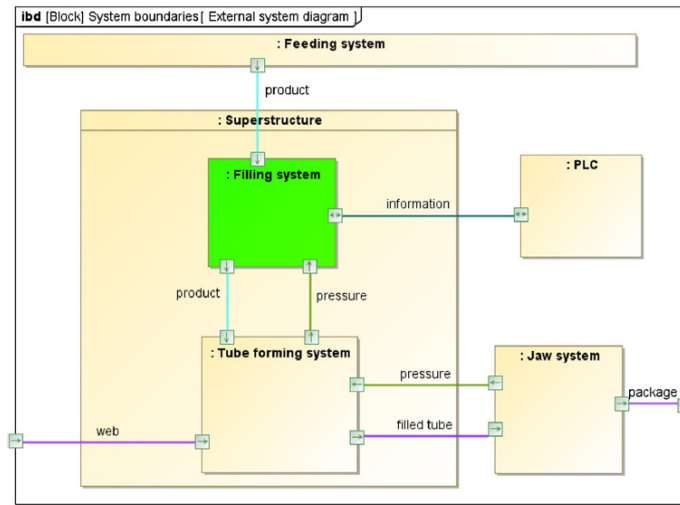 ibd [Block] System boundaries[ External system diagram ]
: Feeding system
product
: Superstructure
: Filling system
: PLC
information
product
pressure
: Tube forming system
: Jaw system
pressure
package
web
filled tube